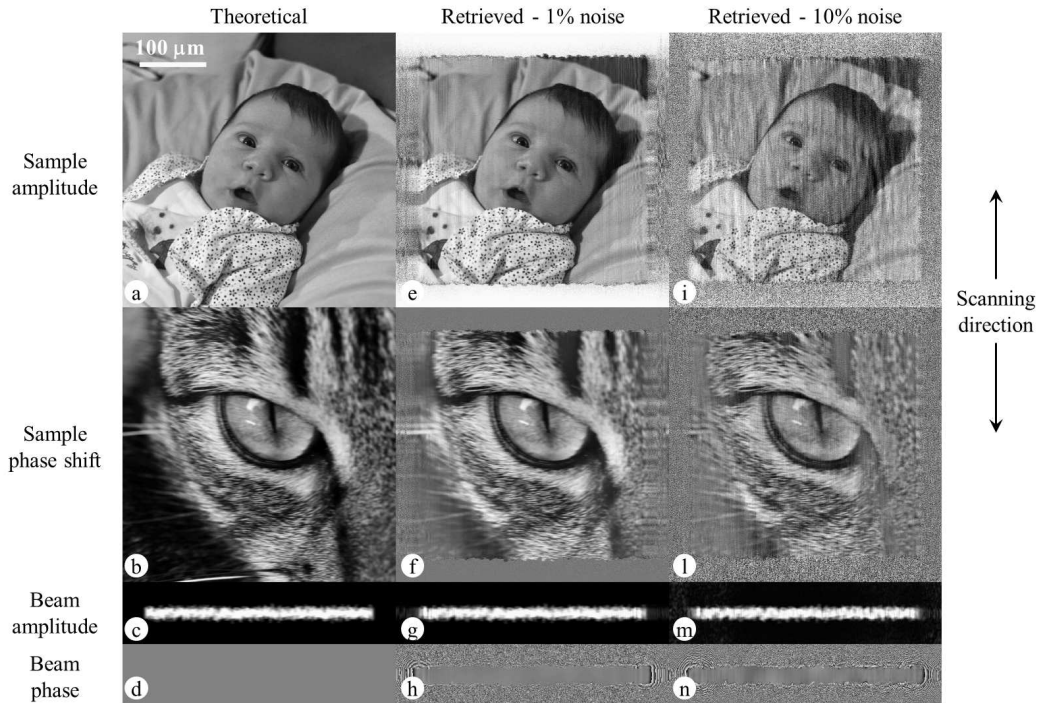 Theoretical
Retrieved - 1% noise
Retrieved - 10% noise
100 μm
Sample
amplitude
a
e
i
Scanning
direction
Sample
phase shift
b
f
l
Beam
amplitude
c
g
m
Beam
phase
d
h
n